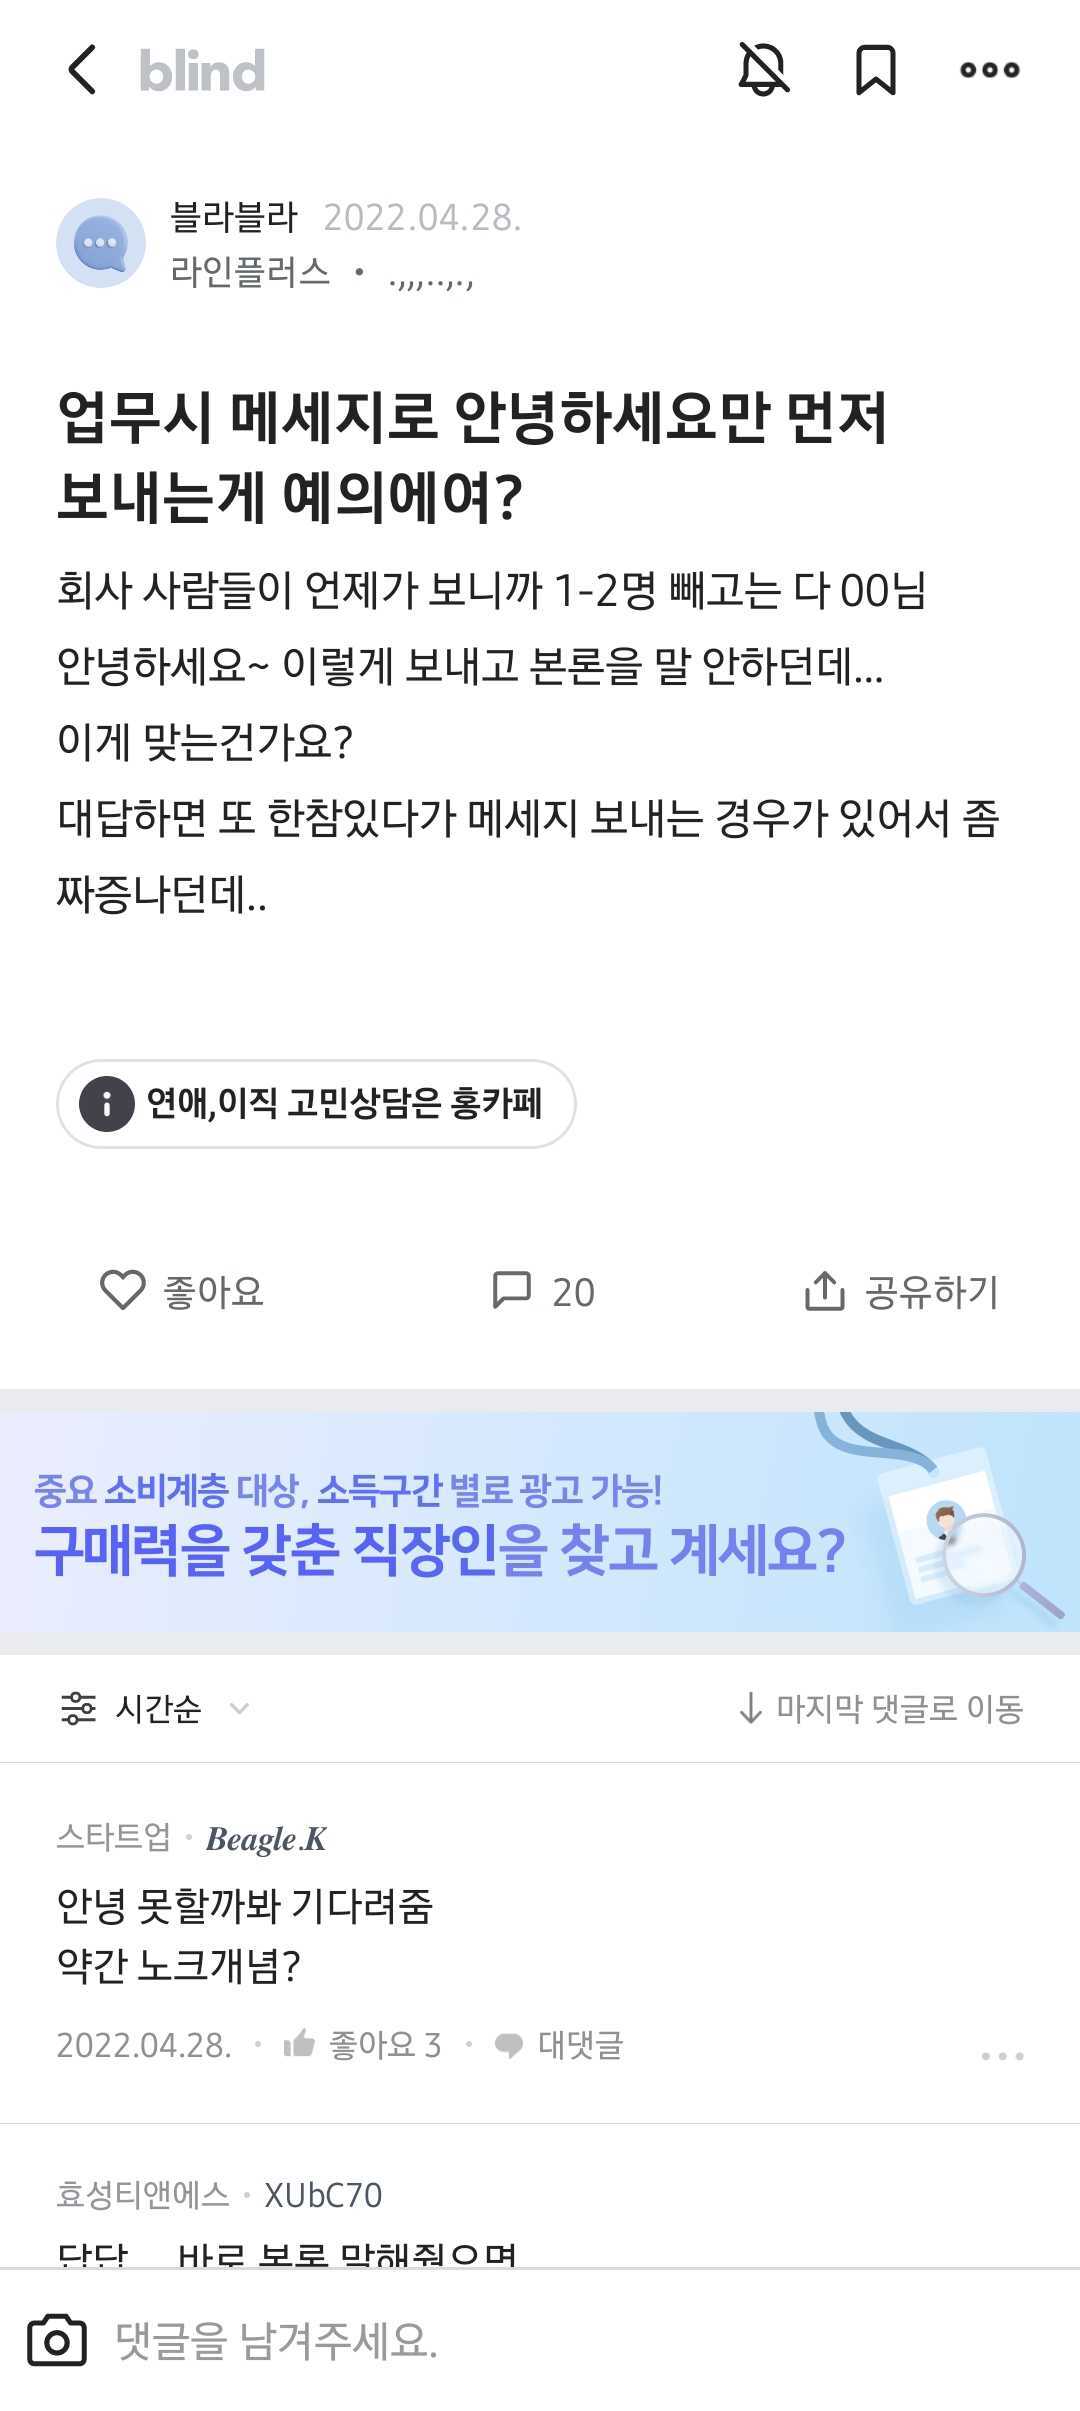 blind
블라블라 2022.04.28.
라인플러스 · .,,,..,.,
업무시 메세지로 안녕하세요만 먼저
보내는게 예의에여?
회사 사람들이 언제가 보니까 1-2명 빼고는 다 00님
안녕하세요~ 이렇게 보내고 본론을 말 안하던데...
이게 맞는건가요?
대답하면 또 한참있다가 메세지 보내는 경우가 있어서 좀
짜증나던데..
연애,이직 고민상담은 홍카페
좋아요 20 공유하기
중요 소비계층 대상, 소득구간 별로 광고 가능!
구매력을 갖춘 직장인을 찾고 계세요?
시간순 마지막 댓글로 이동
스타트업 · Beagle.K
안녕 못할까봐 기다려줌
약간 노크개념?
2022.04.28. · 좋아요 3 · 대댓글
효성티앤에스 · XUbC70
바로 본론 말해줬으면
댓글을 남겨주세요.